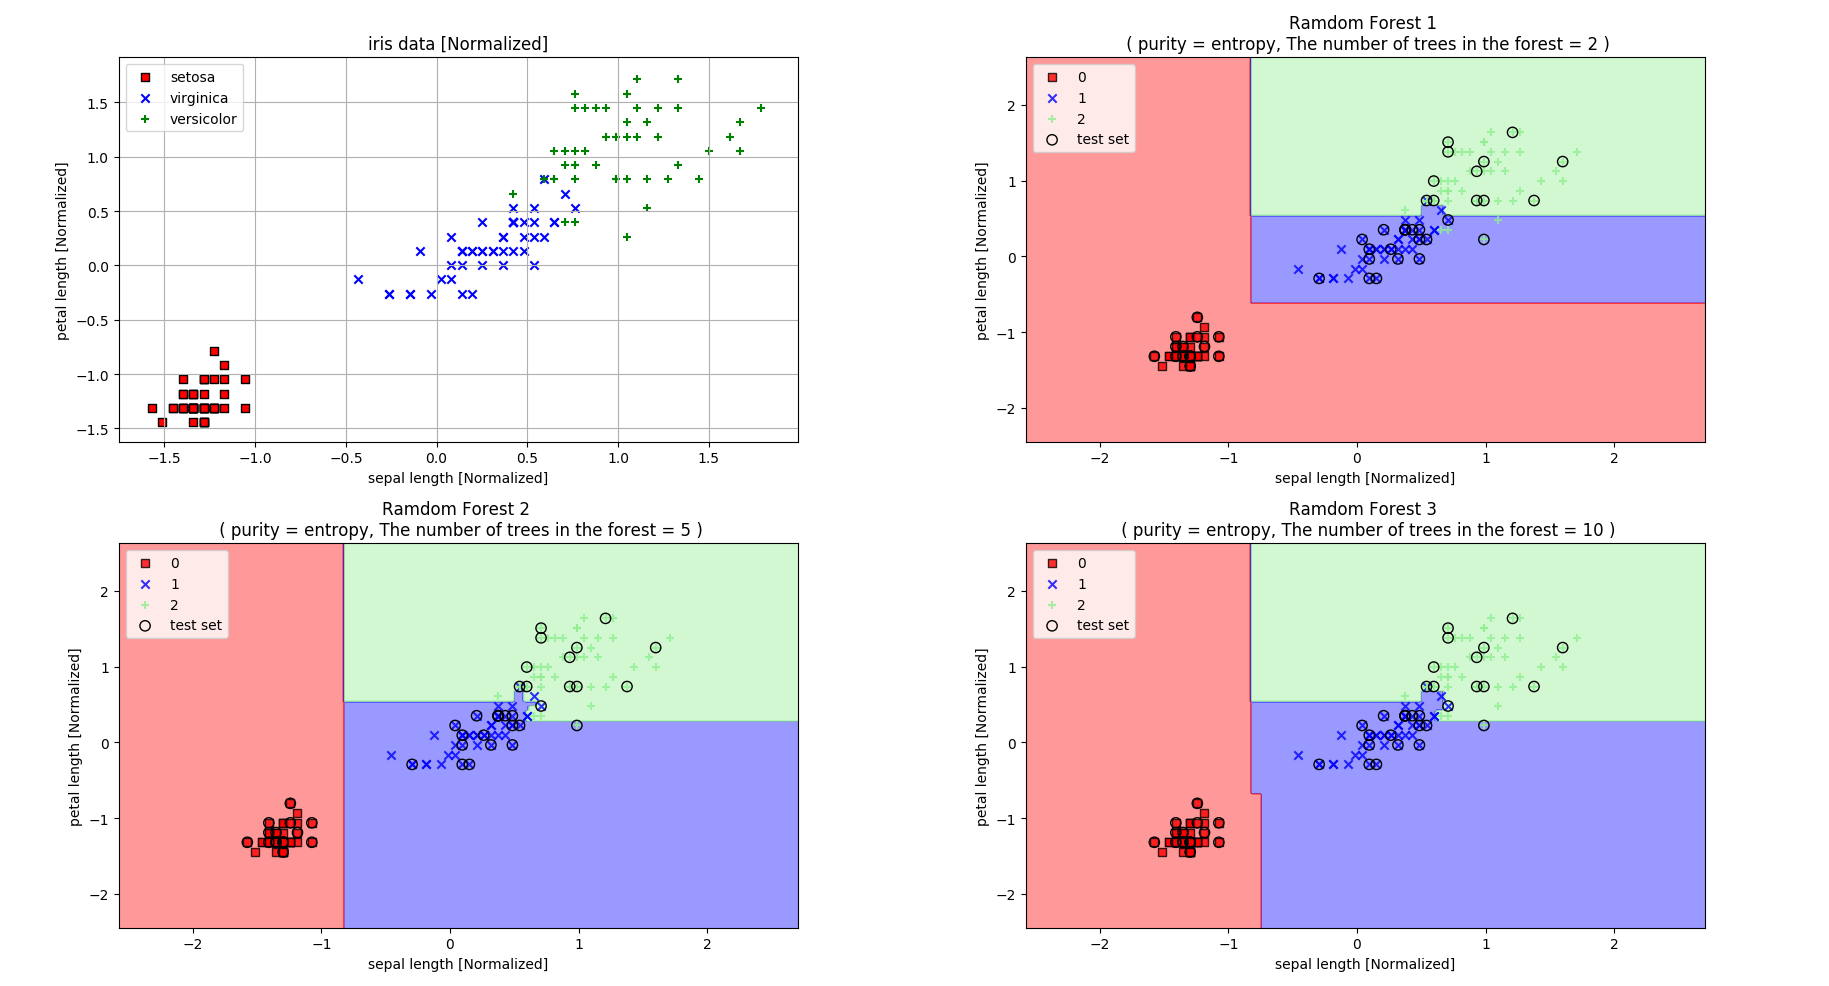 iris data [Normalized]
setosa
virginica
versicolor
1.5
1.0
0.5
0.0
−0.5
−1.0
−1.5
petal length [Normalized]
−1.5
−1.0
−0.5
0.0
0.5
1.0
1.5
sepal length [Normalized]
Ramdom Forest 1
( purity = entropy, The number of trees in the forest = 2 )
0
1
2
test set
2
1
0
−1
−2
petal length [Normalized]
−2
−1
0
1
2
sepal length [Normalized]
Ramdom Forest 2
( purity = entropy, The number of trees in the forest = 5 )
0
1
2
test set
2
1
0
−1
−2
petal length [Normalized]
−2
−1
0
1
2
sepal length [Normalized]
Ramdom Forest 3
( purity = entropy, The number of trees in the forest = 10 )
0
1
2
test set
2
1
0
−1
−2
petal length [Normalized]
−2
−1
0
1
2
sepal length [Normalized]